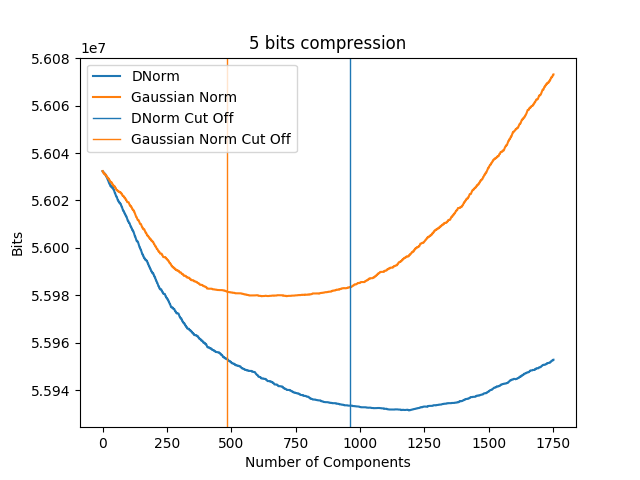 5 bits compression
1e7
5.608
5.606
5.604
5.602
5.600
5.598
5.596
5.594
Bits
DNorm
Gaussian Norm
DNorm Cut Off
Gaussian Norm Cut Off
0 250 500 750 1000 1250 1500 1750
Number of Components